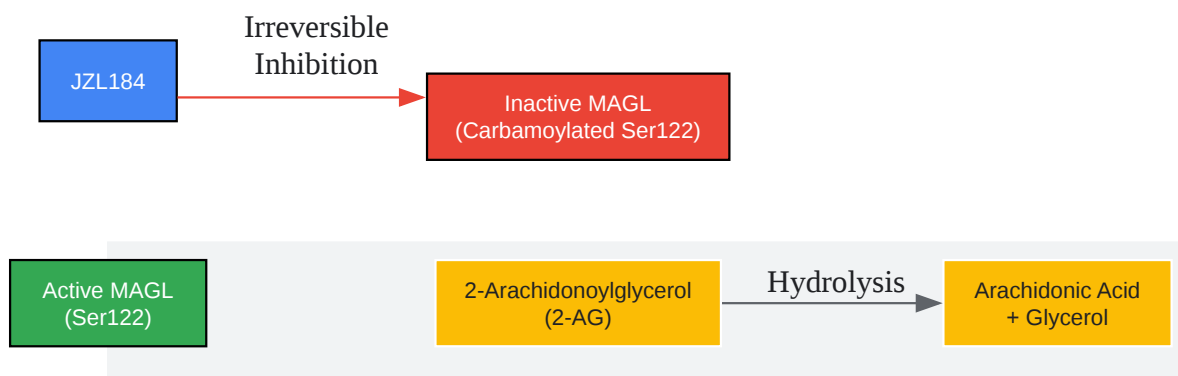 Irreversible
Inhibition
JZL184
Inactive MAGL
(Carbamoylated Ser122)
Active MAGL
(Ser122)
2-Arachidonoylglycerol
(2-AG)
Hydrolysis
Arachidonic Acid
+ Glycerol